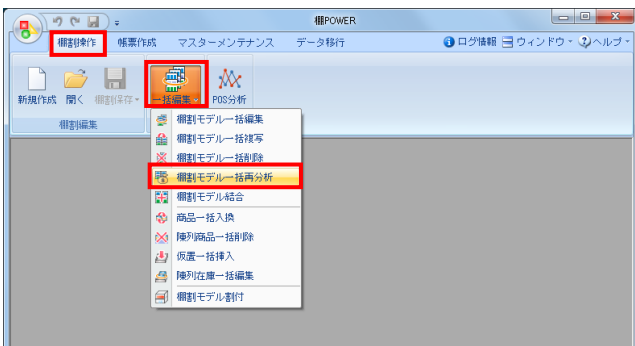 棚POWER
棚割操作 帳票作成 マスターメンテナンス データ移行 ログ情報 ウィンドウ ヘルプ
新規作成 開く 棚割保存 一括編集 POS分析
棚割編集
棚割モデル一括編集
棚割モデル一括複写
棚割モデル一括削除
棚割モデル一括再分析
棚割モデル結合
商品一括入換
陳列商品一括削除
仮置一括挿入
陳列在庫一括編集
棚割モデル割付